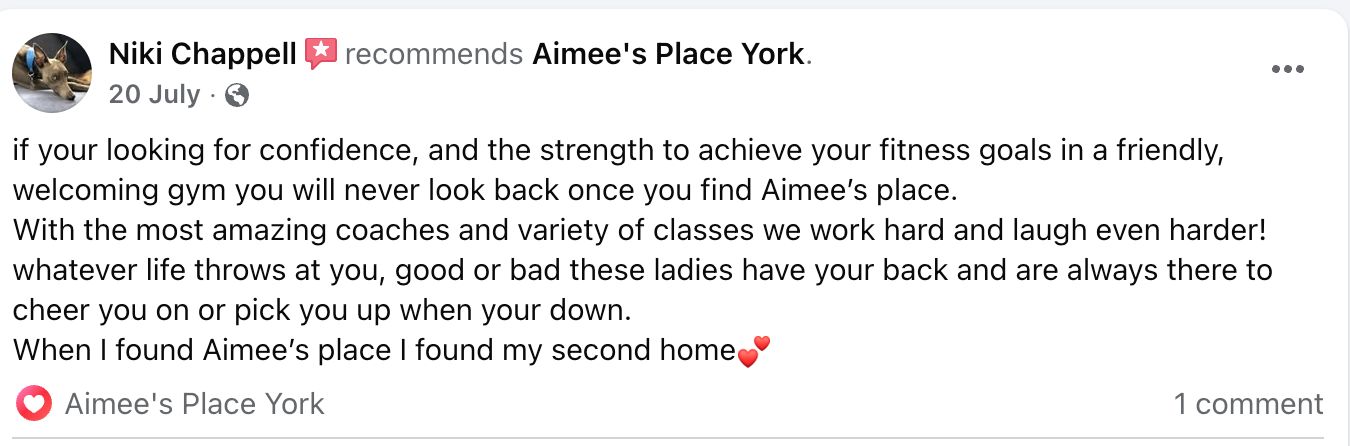 Niki Chappell recommends Aimee's Place York.
20 July ·
if your looking for confidence, and the strength to achieve your fitness goals in a friendly,
welcoming gym you will never look back once you find Aimee’s place.
With the most amazing coaches and variety of classes we work hard and laugh even harder!
whatever life throws at you, good or bad these ladies have your back and are always there to
cheer you on or pick you up when your down.
When I found Aimee’s place I found my second home💕
Aimee's Place York 1 comment